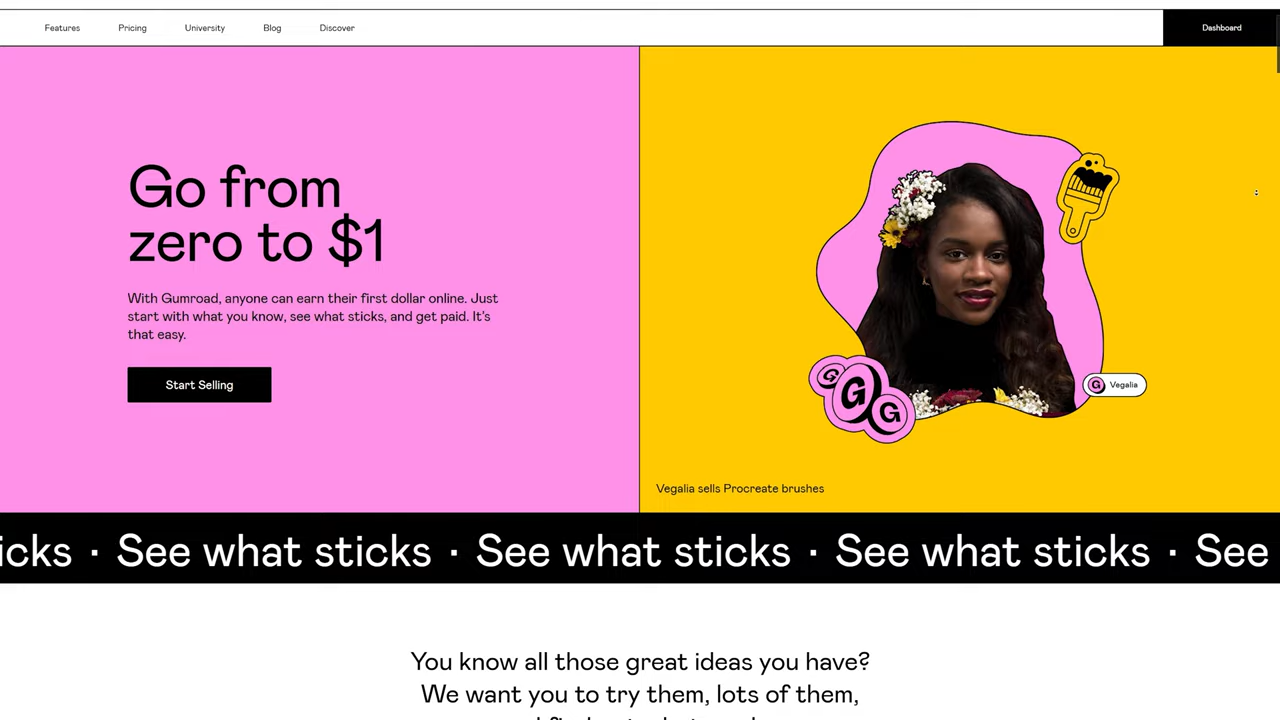 Features Pricing University Blog Discover Dashboard
Go from
zero to $1
With Gumroad, anyone can earn their first dollar online. Just
start with what you know, see what sticks, and get paid. It's
that easy.
Start Selling
G G G
G Vegalia
Vegalia sells Procreate brushes
icks · See what sticks · See what sticks · See what sticks · See
You know all those great ideas you have?
We want you to try them, lots of them,